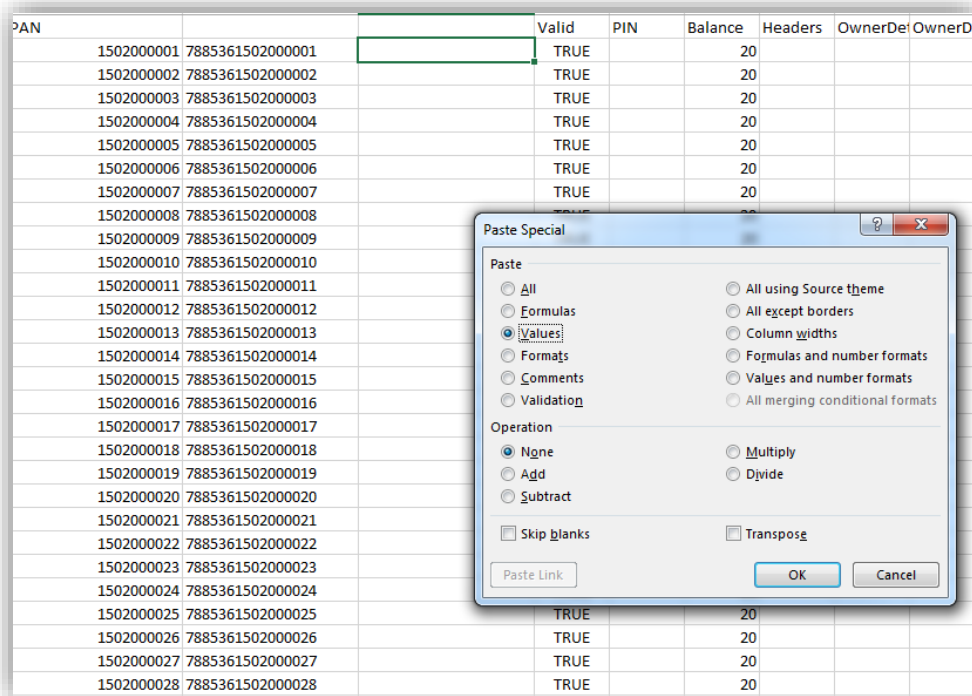 PAN Valid PIN Balance Headers OwnerDet OwnerD
1502000001 7885361502000001 TRUE 20
1502000002 7885361502000002 TRUE 20
1502000003 7885361502000003 TRUE 20
1502000004 7885361502000004 TRUE 20
1502000005 7885361502000005 TRUE 20
1502000006 7885361502000006 TRUE 20
1502000007 7885361502000007 TRUE 20
1502000008 7885361502000008 TRUE 20
1502000009 7885361502000009
1502000010 7885361502000010
1502000011 7885361502000011
1502000012 7885361502000012
1502000013 7885361502000013
1502000014 7885361502000014
1502000015 7885361502000015
1502000016 7885361502000016
1502000017 7885361502000017
1502000018 7885361502000018
1502000019 7885361502000019
1502000020 7885361502000020
1502000021 7885361502000021
1502000022 7885361502000022
1502000023 7885361502000023
1502000024 7885361502000024
1502000025 7885361502000025 TRUE 20
1502000026 7885361502000026 TRUE 20
1502000027 7885361502000027 TRUE 20
1502000028 7885361502000028 TRUE 20
Paste Special ?
Paste
All All using Source theme
Formulas All except borders
Values Column widths
Formats Formulas and number formats
Comments Values and number formats
Validation All merging conditional formats
Operation
None Multiply
Add Divide
Subtract
Skip blanks Transpose
Paste Link OK Cancel